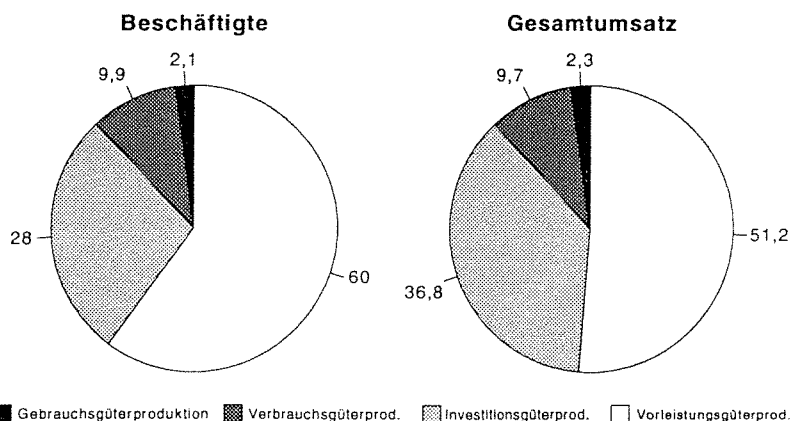 Beschäftigte Gesamtumsatz
9,9 2,1 9,7 2,3
28 60 36,8 51,2
Gebrauchsgüterproduktion Verbrauchsgüterprod. Investitionsgüterprod. Vorleistungsgüterprod.